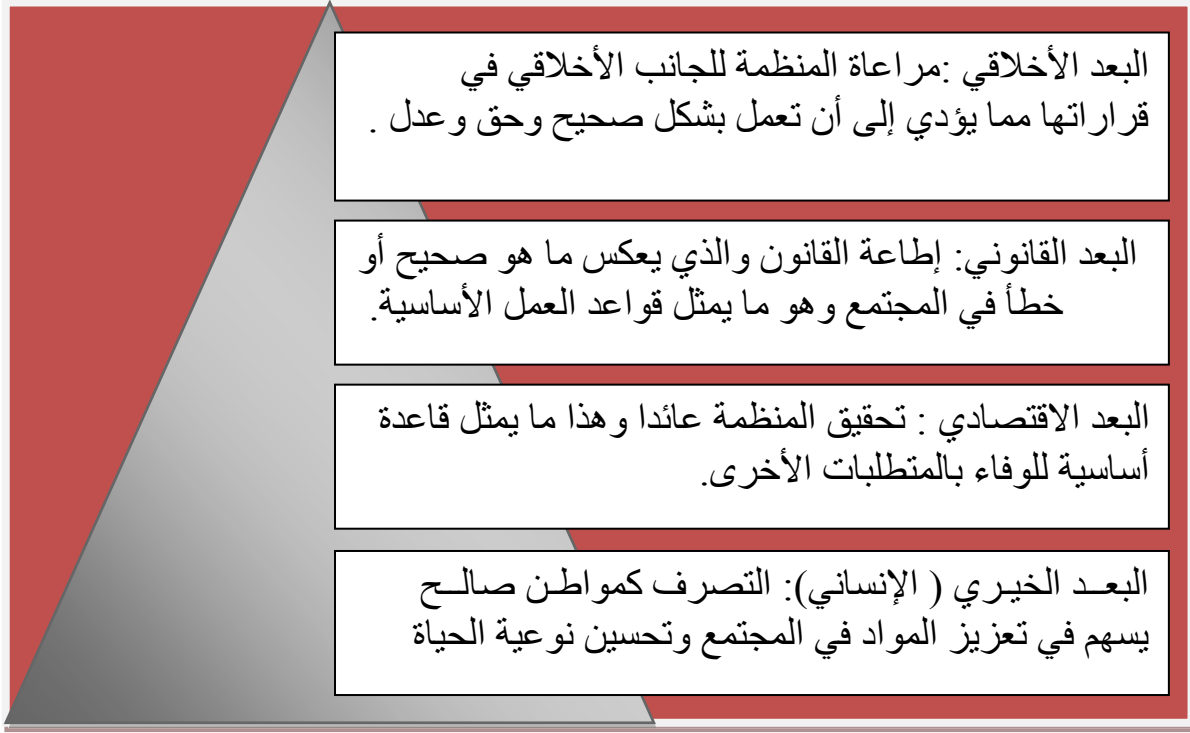 البعد الأخلاقي :مراعاة المنظمة للجانب الأخلاقي في
قراراتها مما يؤدي إلى أن تعمل بشكل صحيح وحق وعدل .
البعد القانوني: إطاعة القانون والذي يعكس ما هو صحيح أو
خطأ في المجتمع وهو ما يمثل قواعد العمل الأساسية.
البعد الاقتصادي : تحقيق المنظمة عائدا وهذا ما يمثل قاعدة
أساسية للوفاء بالمتطلبات الأخرى.
البعــد الخيـري ( الإنساني): التصرف كمواطـن صالــح
يسهم في تعزيز المواد في المجتمع وتحسين نوعية الحياة